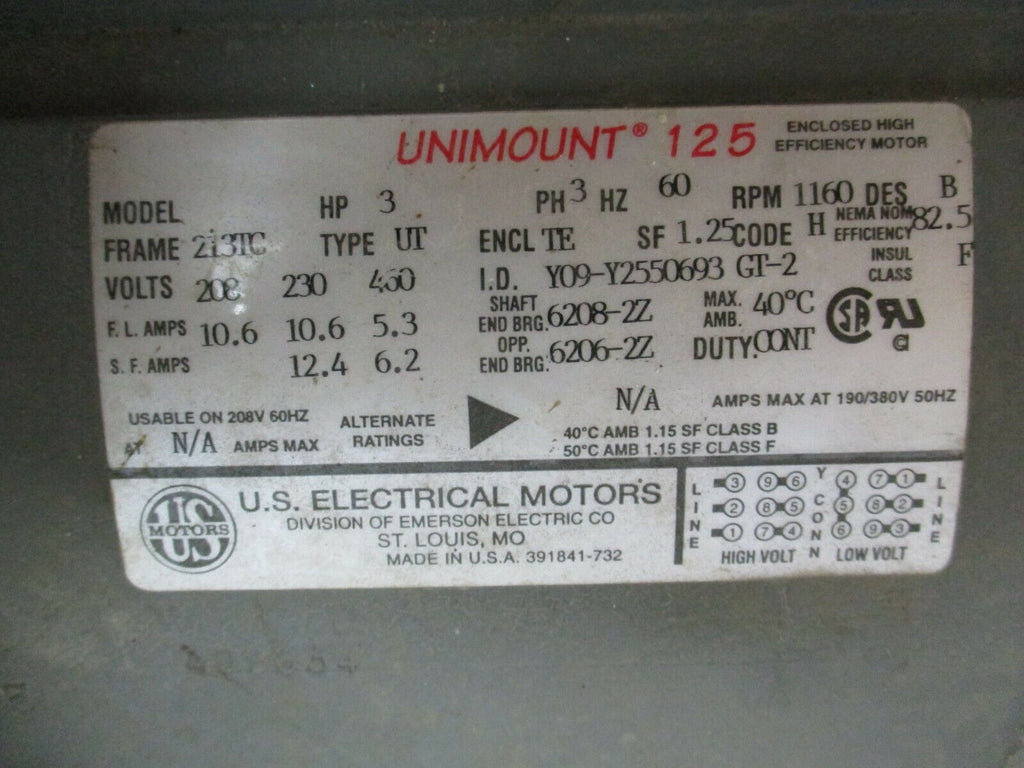 UNIMOUNT® 125 ENCLOSED HIGH
EFFICIENCY MOTOR
MODEL HP 3 PH 3 HZ 60 RPM 1160 DES B
FRAME 213TC TYPE UT ENCL TE SF 1.25 CODE H NEMA NOM
EFFICIENCY 82.5
VOLTS 208 230 460 I.D. Y09-Y2550693 GT-2 INSUL
CLASS F
F.L. AMPS 10.6 10.6 5.3 SHAFT
END BRG. 6208-2Z MAX.
AMB. 40°C SA
S.F. AMPS 12.4 6.2 OPP.
END BRG. 6206-2Z DUTY. CONT
USABLE ON 208V 60HZ
AT N/A AMPS MAX
ALTERNATE
RATINGS
N/A AMPS MAX AT 190/380V 50HZ
40°C AMB 1.15 SF CLASS B
50°C AMB 1.15 SF CLASS F
US
MOTORS
U.S. ELECTRICAL MOTORS
DIVISION OF EMERSON ELECTRIC CO
ST. LOUIS, MO
MADE IN U.S.A. 391841-732
LINE
3 9 6
2 8 5
1 7 4
HIGH VOLT
Y CONN
4 7 1
5 8 2
6 9 3
LOW VOLT
LINE